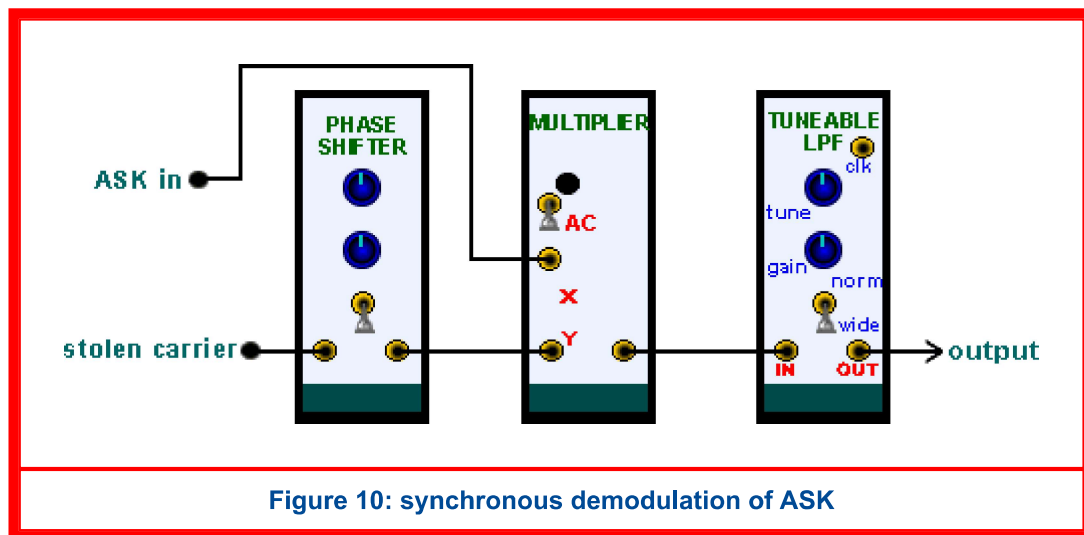 PHASE
SHIFTER
MULTIPLIER
TUNEABLE
LPF
clk
ASK in
tune
AC
gain
norm
X
stolen carrier
Y
wide
IN
OUT
output
Figure 10: synchronous demodulation of ASK